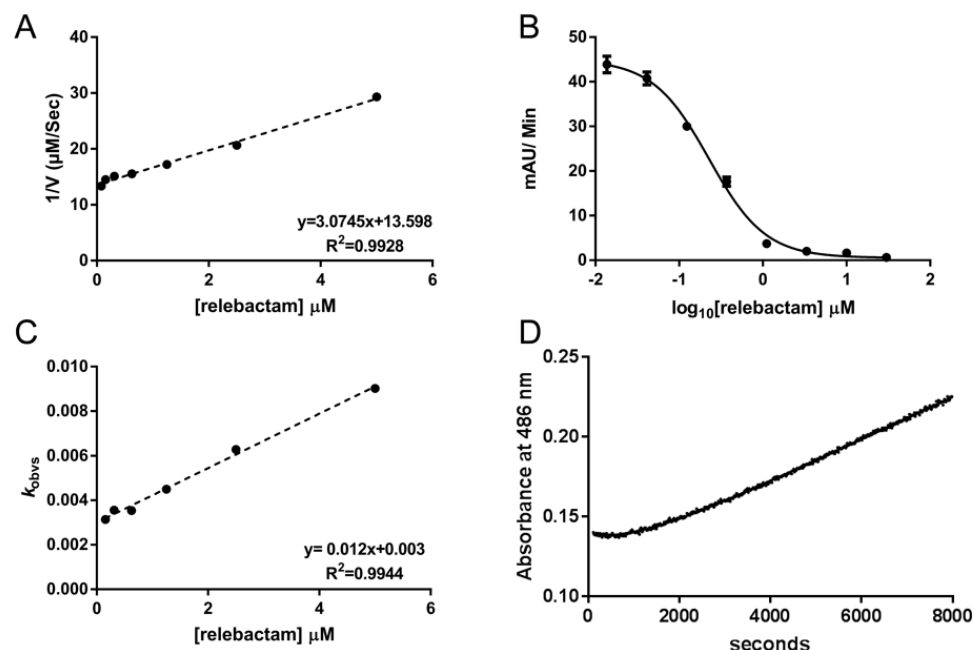 A
1/V (µM/Sec)
40
30
20
10
0
y=3.0745x+13.598
R²=0.9928
0 2 4 6
[relebactam] µM
B
mAU/ Min
50
40
30
20
10
0
-2 -1 0 1 2
log₁₀[relebactam] µM
C
kobvs
0.010
0.008
0.006
0.004
0.002
0.000
y= 0.012x+0.003
R²=0.9944
0 2 4 6
[relebactam] µM
D
Absorbance at 486 nm
0.25
0.20
0.15
0.10
0 2000 4000 6000 8000
seconds